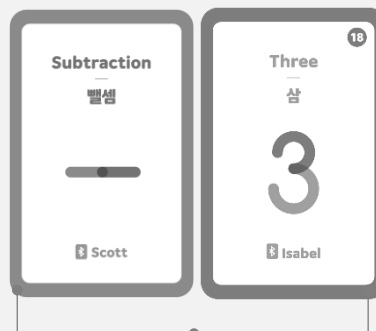 Subtraction
뺄셈
Scott
18
Three
삼
3
Isabel